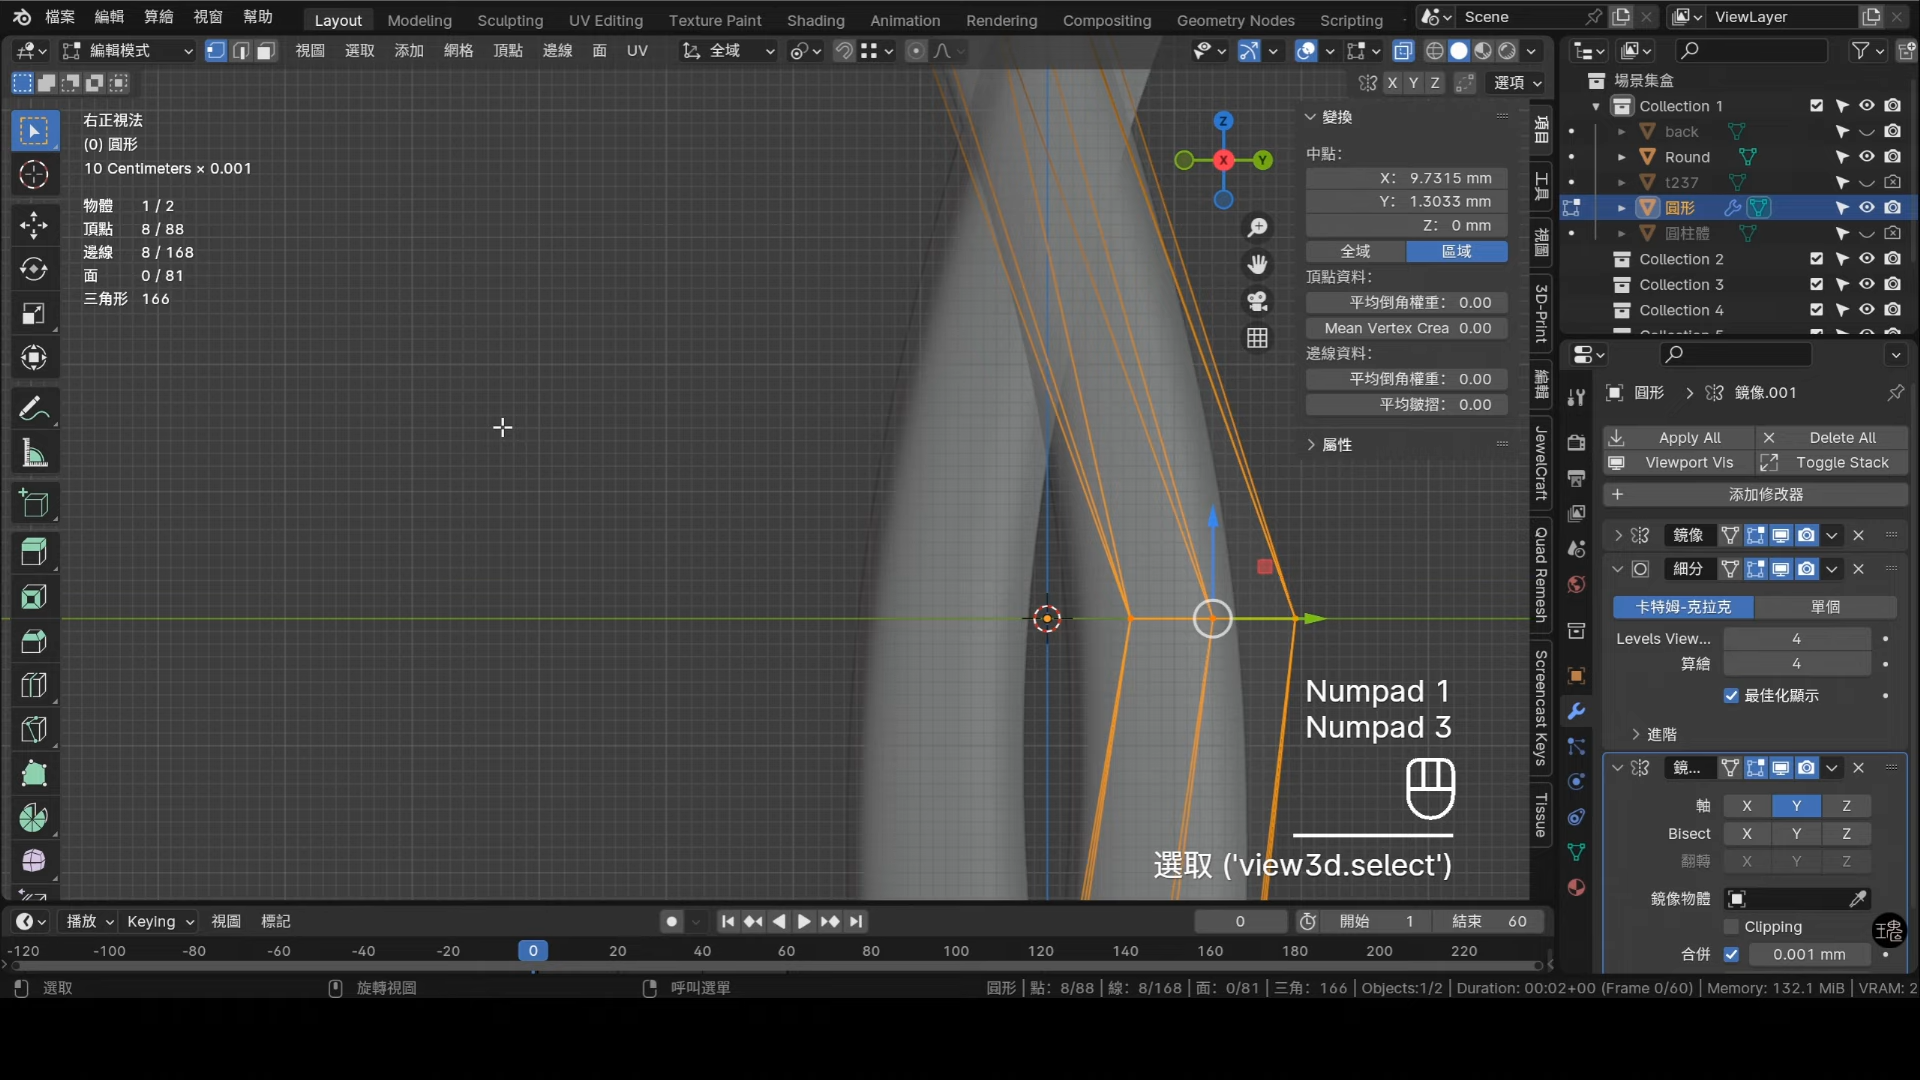 檔案 編輯 算繪 視窗 幫助 Layout Modeling Sculpting UV Editing Texture Paint Shading Animation Rendering Compositing Geometry Nodes Scripting Scene ViewLayer
編輯模式 視圖 選取 添加 網格 頂點 邊線 面 UV 全域
X Y Z 選項
右正視法
(0) 圓形
10 Centimeters × 0.001
物體 1 / 2
頂點 8 / 88
邊線 8 / 168
面 0 / 81
三角形 166
Z
X
Y
變換
中點:
X: 9.7315 mm
Y: 1.3033 mm
Z: 0 mm
全域 區域
頂點資料:
平均倒角權重: 0.00
Mean Vertex Crea 0.00
邊線資料:
平均倒角權重: 0.00
平均皺摺: 0.00
屬性
項目
工具
視圖
3D-Print
編輯
JewelCraft
Quad Remesh
Screencast Keys
Tissue
Numpad 1
Numpad 3
選取 ('view3d.select')
場景集盒
Collection 1
back
Round
t237
圓形
圓柱體
Collection 2
Collection 3
Collection 4
圓形 鏡像.001
Apply All Delete All
Viewport Vis Toggle Stack
添加修改器
鏡像
細分
卡特姆-克拉克 單個
Levels View... 4
算繪 4
最佳化顯示
進階
鏡...
軸 X Y Z
Bisect X Y Z
翻轉 X Y Z
鏡像物體
Clipping
合併 0.001 mm
播放 Keying 視圖 標記 0 開始 1 結束 60
-120 -100 -80 -60 -40 -20 0 20 40 60 80 100 120 140 160 180 200 220
選取 旋轉視圖 呼叫選單 圓形 | 點: 8/88 | 線: 8/168 | 面: 0/81 | 三角: 166 | Objects:1/2 | Duration: 00:02+00 (Frame 0/60) | Memory: 132.1 MiB | VRAM: 2